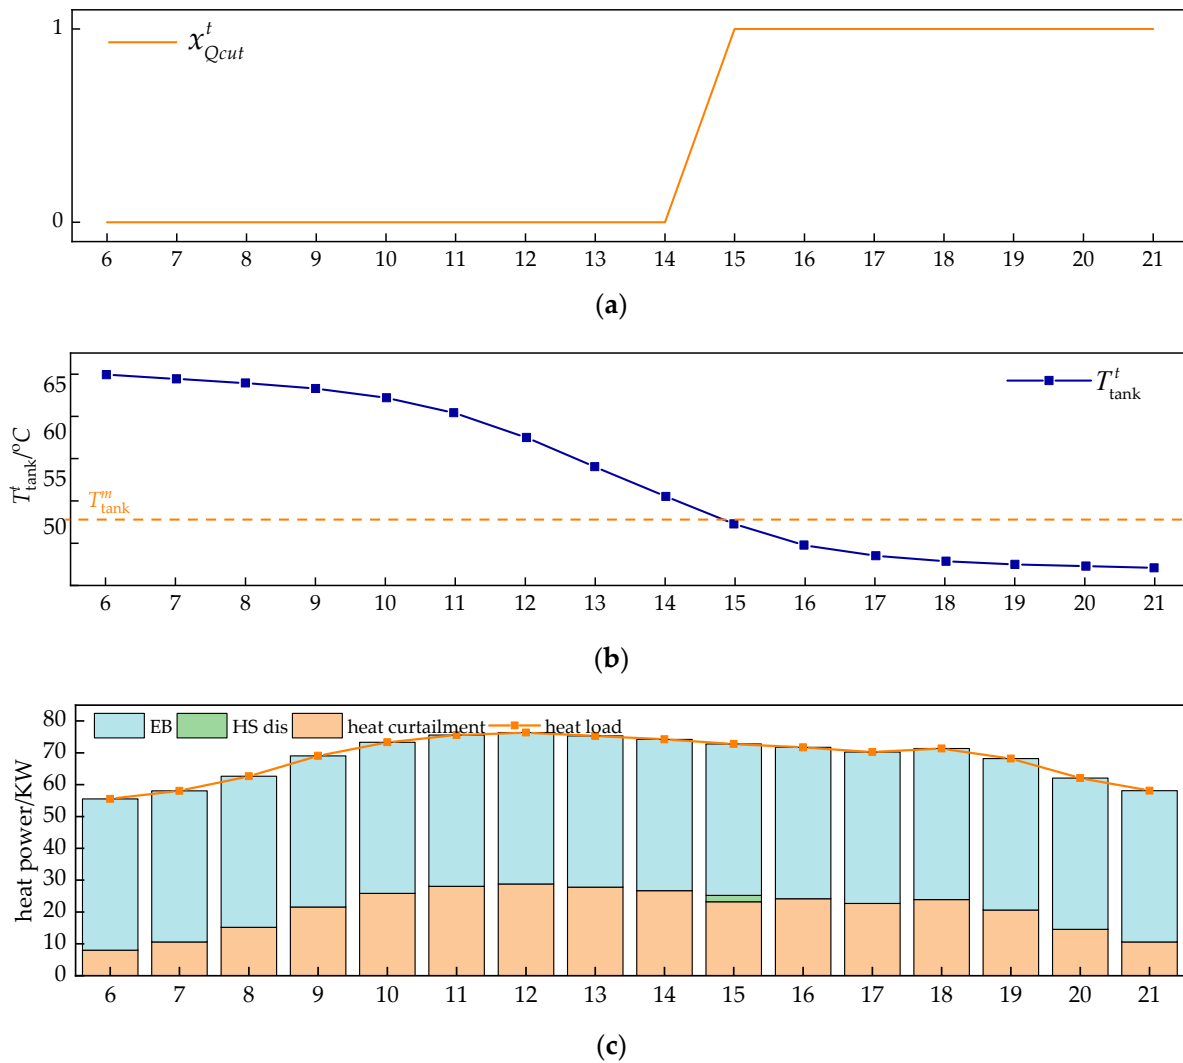 1
x^t_Qcut
0
6 7 8 9 10 11 12 13 14 15 16 17 18 19 20 21
(a)
T^t_tank/°C
65
60
55
50
T^m_tank
T^t_tank
6 7 8 9 10 11 12 13 14 15 16 17 18 19 20 21
(b)
heat power/KW
80
70
60
50
40
30
20
10
0
EB HS dis heat curtailment heat load
6 7 8 9 10 11 12 13 14 15 16 17 18 19 20 21
(c)